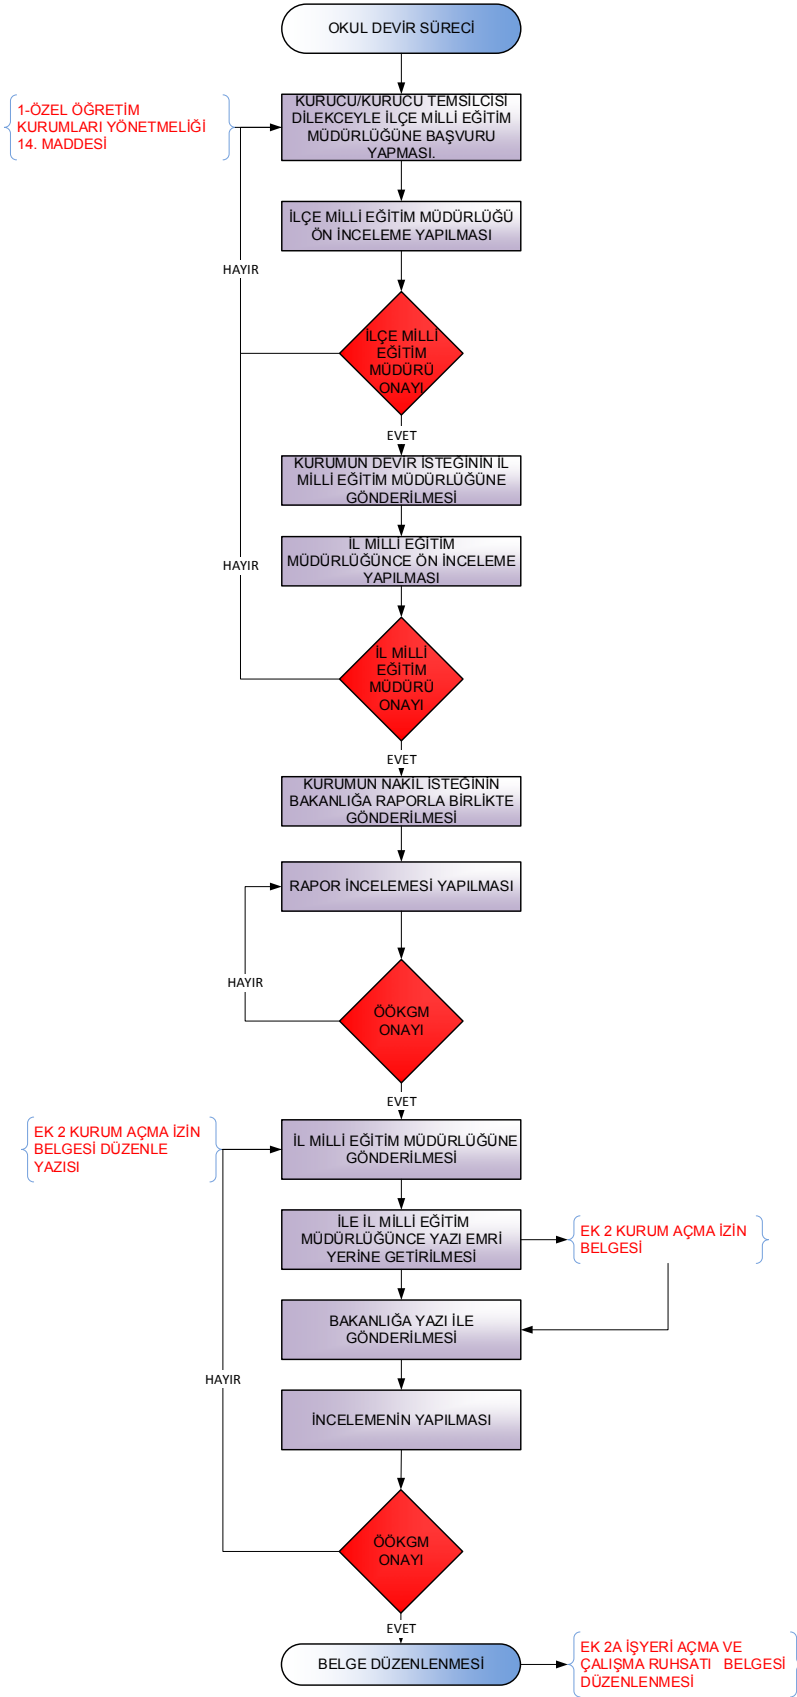 OKUL DEVİR SÜRECİ
1-ÖZEL ÖĞRETİM
KURUMLARI YÖNETMELİĞİ
14. MADDESİ
KURUCU/KURUCU TEMSİLCİSİ
DİLEKCEYLE İLÇE MİLLİ EĞİTİM
MÜDÜRLÜĞÜNE BAŞVURU
YAPMASI.
İLÇE MİLLİ EĞİTİM MÜDÜRLÜĞÜ
ÖN İNCELEME YAPILMASI
HAYIR
İLÇE MİLLİ
EĞİTİM
MÜDÜRÜ
ONAYI
EVET
KURUMUN DEVİR İSTEĞİNİN İL
MİLLİ EĞİTİM MÜDÜRLÜĞÜNE
GÖNDERİLMESİ
İL MİLLİ EĞİTİM
MÜDÜRLÜĞÜNCE ÖN İNCELEME
YAPILMASI
HAYIR
İL MİLLİ
EĞİTİM
MÜDÜRÜ
ONAYI
EVET
KURUMUN NAKİL İSTEĞİNİN
BAKANLIĞA RAPORLA BİRLİKTE
GÖNDERİLMESİ
RAPOR İNCELEMESİ YAPILMASI
HAYIR
ÖÖKGM
ONAYI
EVET
EK 2 KURUM AÇMA İZİN
BELGESİ DÜZENLE
YAZISI
İL MİLLİ EĞİTİM MÜDÜRLÜĞÜNE
GÖNDERİLMESİ
İLE İL MİLLİ EĞİTİM
MÜDÜRLÜĞÜNCE YAZI EMRİ
YERİNE GETİRİLMESİ
EK 2 KURUM AÇMA İZİN
BELGESİ
BAKANLIĞA YAZI İLE
GÖNDERİLMESİ
HAYIR
İNCELEMENİN YAPILMASI
ÖÖKGM
ONAYI
EVET
BELGE DÜZENLENMESİ
EK 2A İŞYERİ AÇMA VE
ÇALIŞMA RUHSATI BELGESİ
DÜZENLENMESİ